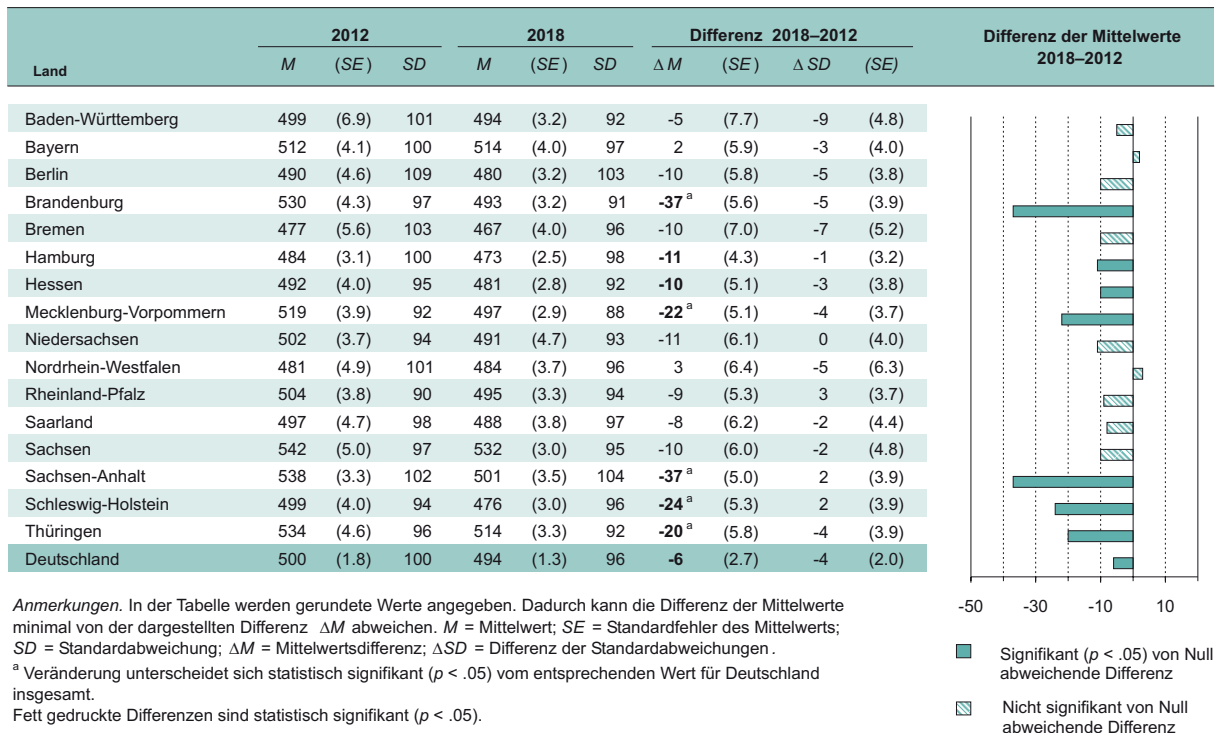 2012 2018 Differenz 2018–2012 Differenz der Mittelwerte 2018–2012
Land M (SE) SD M (SE) SD Δ M (SE) Δ SD (SE)
Baden-Württemberg 499 (6.9) 101 494 (3.2) 92 -5 (7.7) -9 (4.8)
Bayern 512 (4.1) 100 514 (4.0) 97 2 (5.9) -3 (4.0)
Berlin 490 (4.6) 109 480 (3.2) 103 -10 (5.8) -5 (3.8)
Brandenburg 530 (4.3) 97 493 (3.2) 91 -37 a (5.6) -5 (3.9)
Bremen 477 (5.6) 103 467 (4.0) 96 -10 (7.0) -7 (5.2)
Hamburg 484 (3.1) 100 473 (2.5) 98 -11 (4.3) -1 (3.2)
Hessen 492 (4.0) 95 481 (2.8) 92 -10 (5.1) -3 (3.8)
Mecklenburg-Vorpommern 519 (3.9) 92 497 (2.9) 88 -22 a (5.1) -4 (3.7)
Niedersachsen 502 (3.7) 94 491 (4.7) 93 -11 (6.1) 0 (4.0)
Nordrhein-Westfalen 481 (4.9) 101 484 (3.7) 96 3 (6.4) -5 (6.3)
Rheinland-Pfalz 504 (3.8) 90 495 (3.3) 94 -9 (5.3) 3 (3.7)
Saarland 497 (4.7) 98 488 (3.8) 97 -8 (6.2) -2 (4.4)
Sachsen 542 (5.0) 97 532 (3.0) 95 -10 (6.0) -2 (4.8)
Sachsen-Anhalt 538 (3.3) 102 501 (3.5) 104 -37 a (5.0) 2 (3.9)
Schleswig-Holstein 499 (4.0) 94 476 (3.0) 96 -24 a (5.3) 2 (3.9)
Thüringen 534 (4.6) 96 514 (3.3) 92 -20 a (5.8) -4 (3.9)
Deutschland 500 (1.8) 100 494 (1.3) 96 -6 (2.7) -4 (2.0)
-50 -30 -10 10
Anmerkungen. In der Tabelle werden gerundete Werte angegeben. Dadurch kann die Differenz der Mittelwerte
minimal von der dargestellten Differenz ΔM abweichen. M = Mittelwert; SE = Standardfehler des Mittelwerts;
SD = Standardabweichung; ΔM = Mittelwertsdifferenz; ΔSD = Differenz der Standardabweichungen.
a Veränderung unterscheidet sich statistisch signifikant (p < .05) vom entsprechenden Wert für Deutschland
insgesamt.
Fett gedruckte Differenzen sind statistisch signifikant (p < .05).
Signifikant (p < .05) von Null
abweichende Differenz
Nicht signifikant von Null
abweichende Differenz